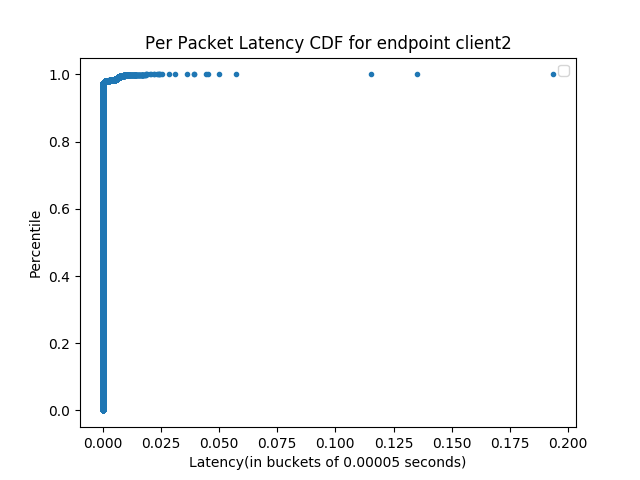 Per Packet Latency CDF for endpoint client2
1.0
0.8
0.6
0.4
0.2
0.0
Percentile
0.000 0.025 0.050 0.075 0.100 0.125 0.150 0.175 0.200
Latency(in buckets of 0.00005 seconds)